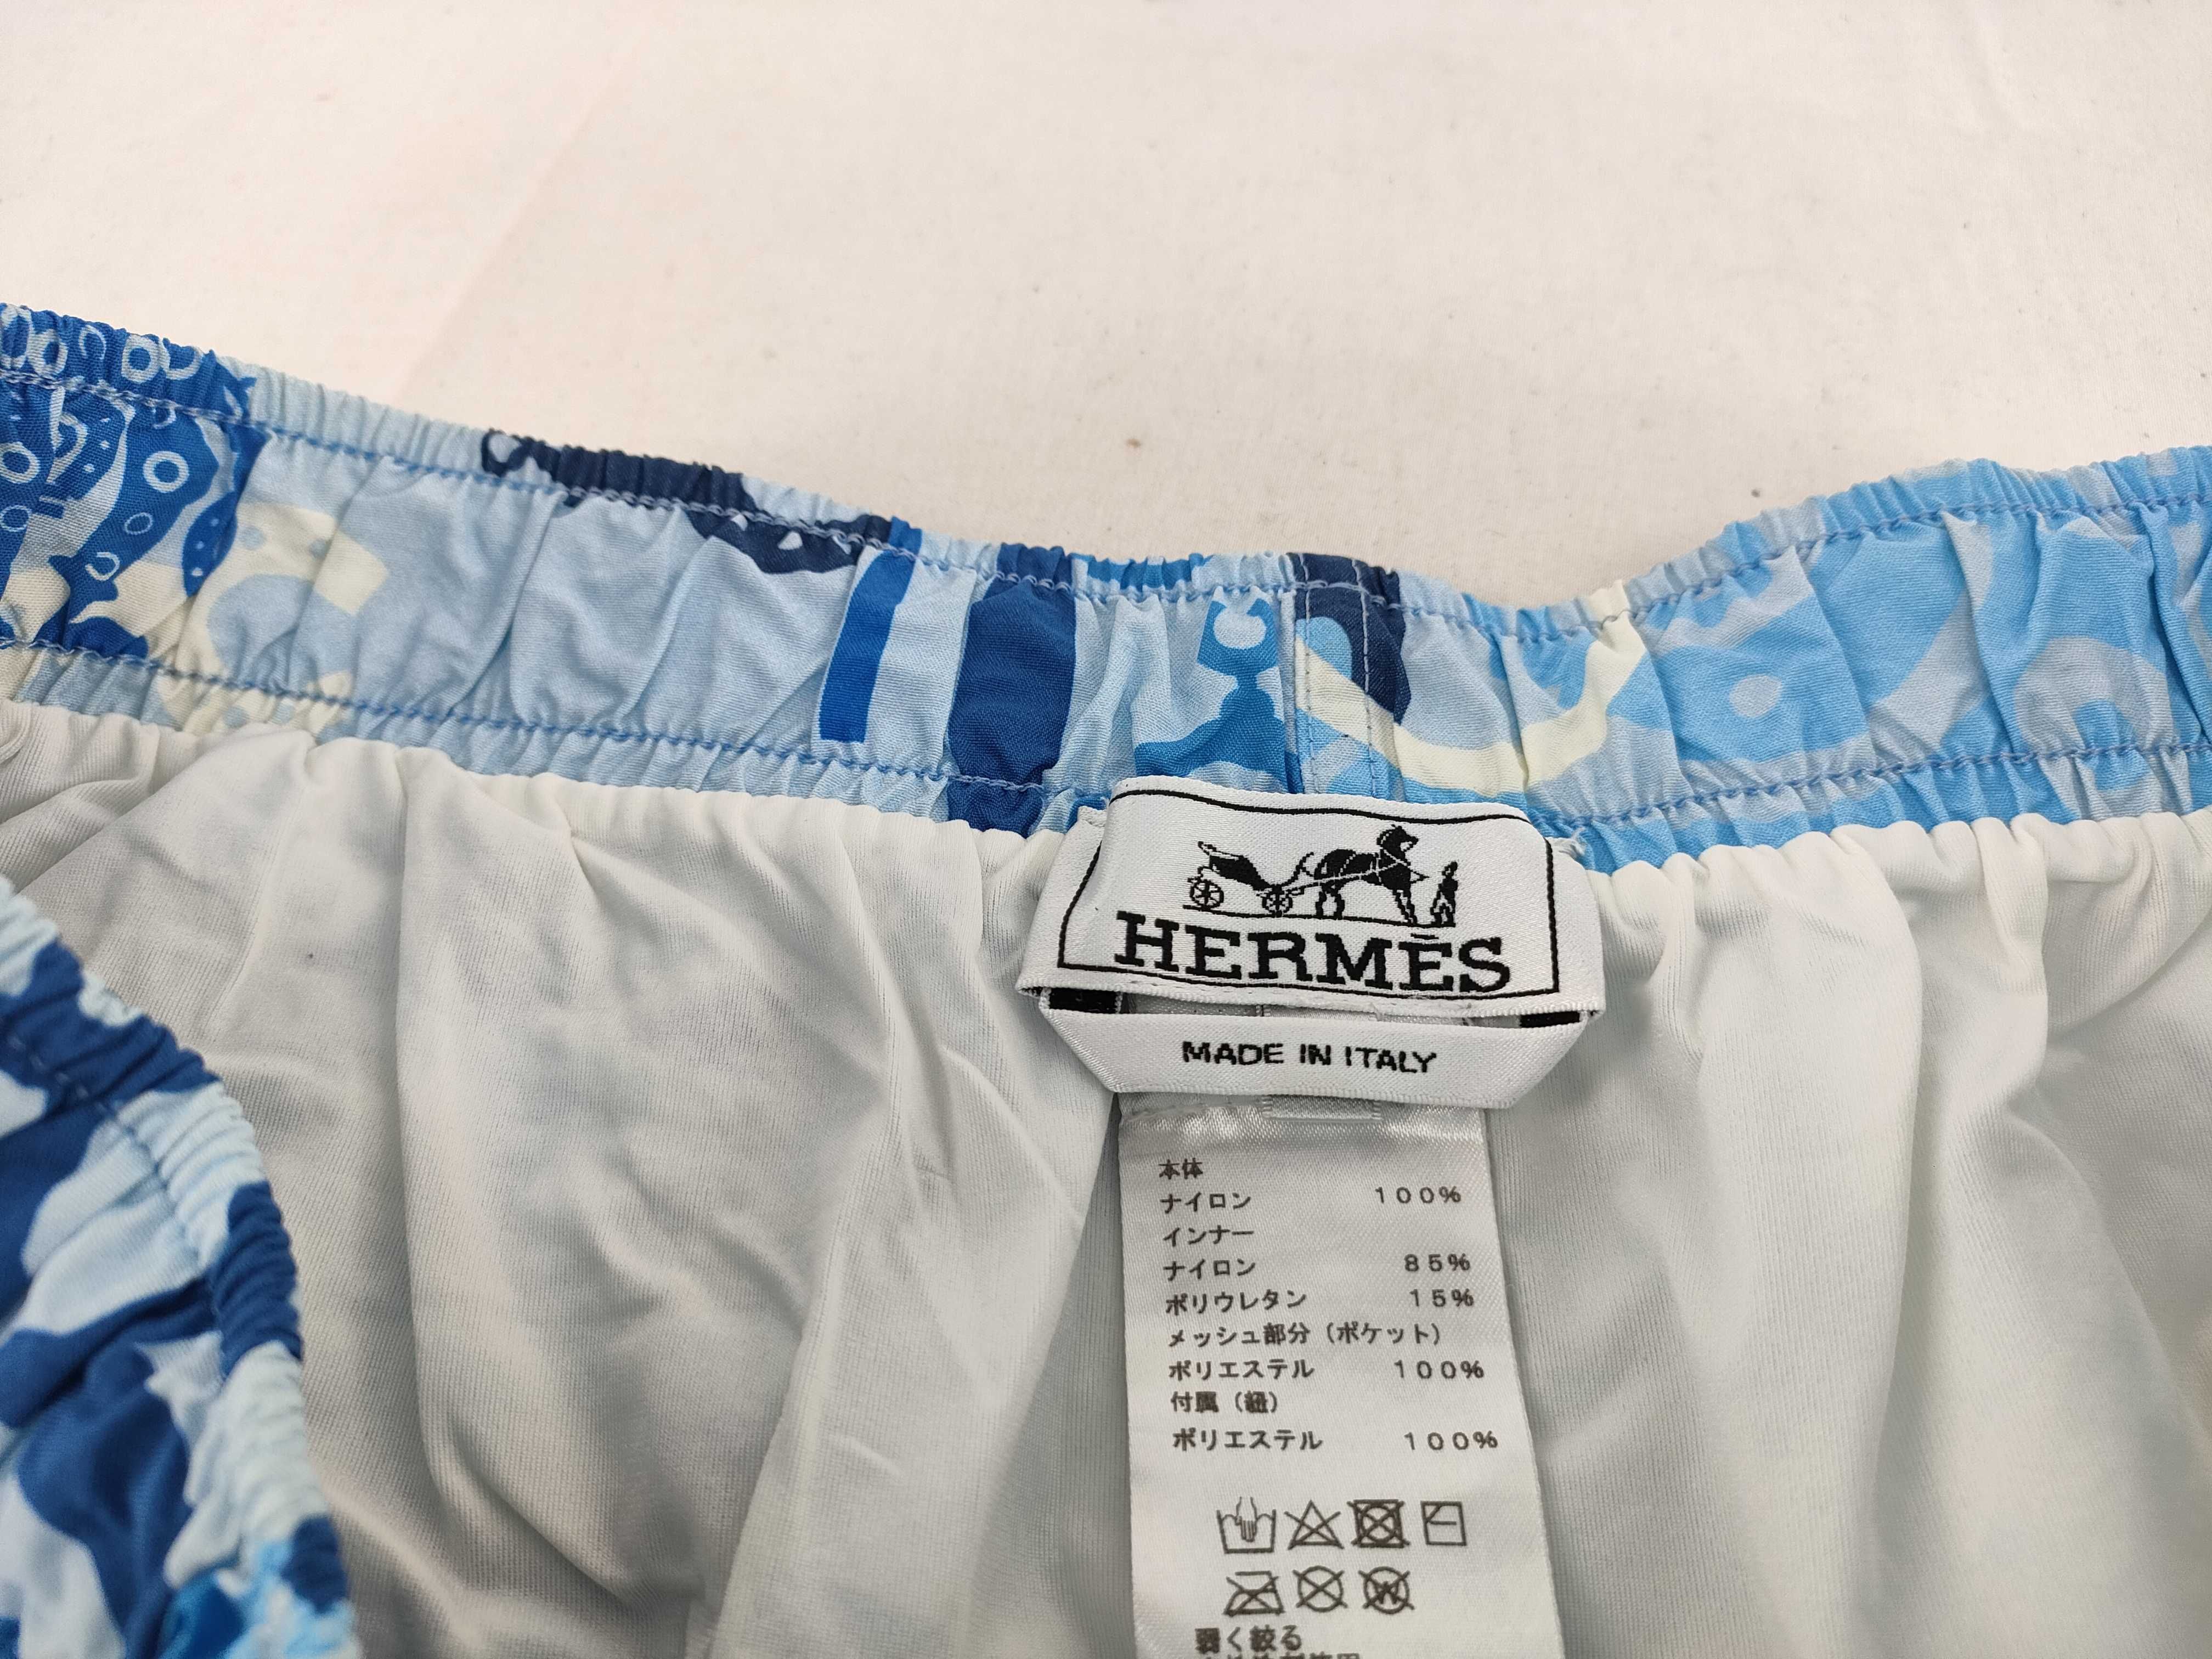 HERMĒS
MADE IN ITALY
本体
ナイロン 100%
インナー
ナイロン 85%
ポリウレタン 15%
メッシュ部分（ポケット）
ポリエステル 100%
付属（紐）
ポリエステル 100%
W
弱く絞る